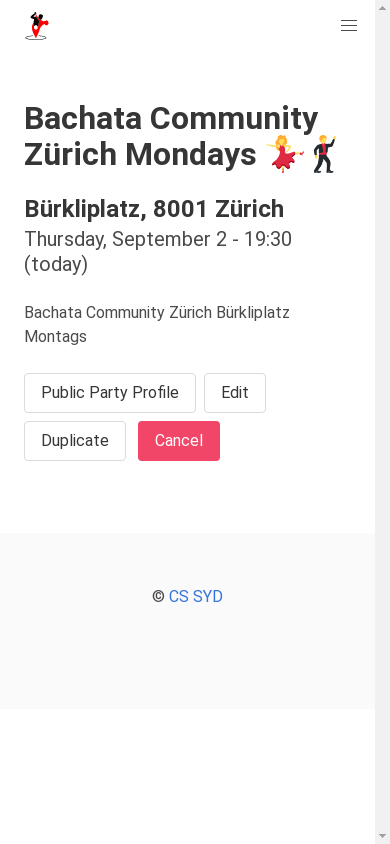 Bachata Community
Zürich Mondays 💃🕺
Bürkliplatz, 8001 Zürich
Thursday, September 2 - 19:30
(today)
Bachata Community Zürich Bürkliplatz
Montags
Public Party Profile
Edit
Duplicate
Cancel
© CS SYD